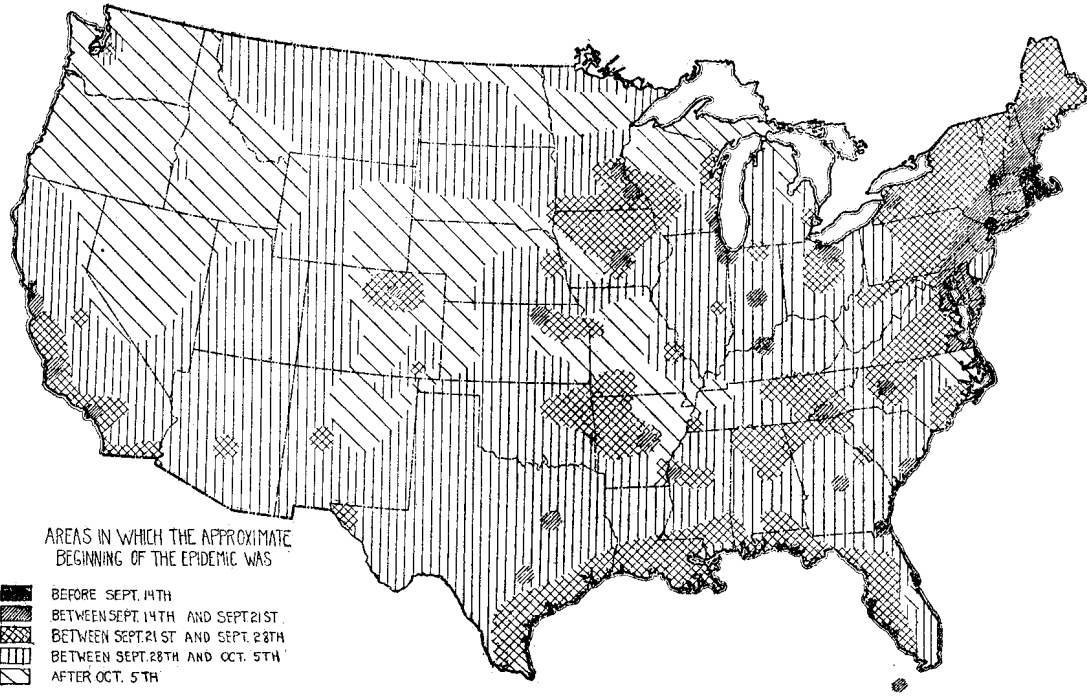 AREAS IN WHICH THE APPROXIMATE
BEGINNING OF THE EPIDEMIC WAS
BEFORE SEPT. 14TH
BETWEEN SEPT. 14TH AND SEPT. 21ST
BETWEEN SEPT. 21ST AND SEPT. 28TH
BETWEEN SEPT. 28TH AND OCT. 5TH
AFTER OCT. 5TH